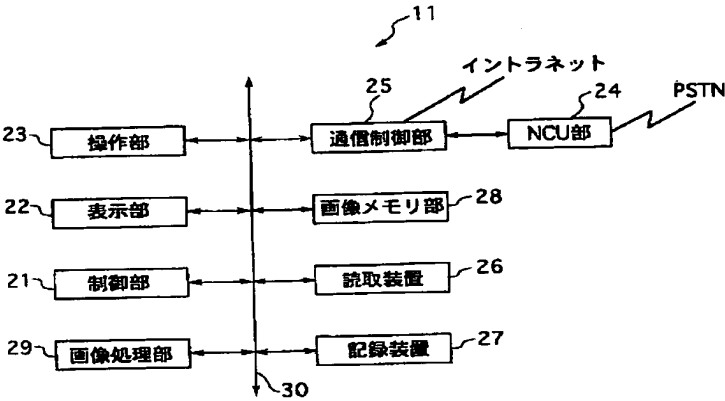 11
イントラネット
PSTN
25
24
23
操作部
通信制御部
NCU部
22
表示部
画像メモリ部
28
21
制御部
読取装置
26
29
画像処理部
記録装置
27
30